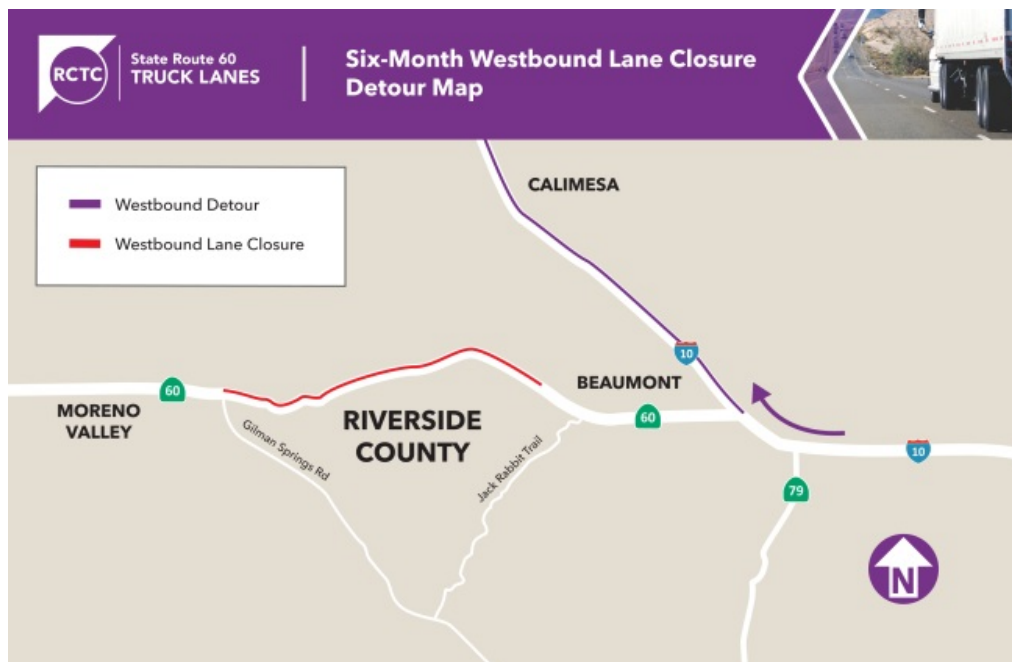 RCTC
State Route 60
TRUCK LANES
Six-Month Westbound Lane Closure
Detour Map
Westbound Detour
Westbound Lane Closure
CALIMESA
10
BEAUMONT
60
MORENO
VALLEY
RIVERSIDE
COUNTY
60
Gilman Springs Rd
Jack Rabbit Trail
10
79
N